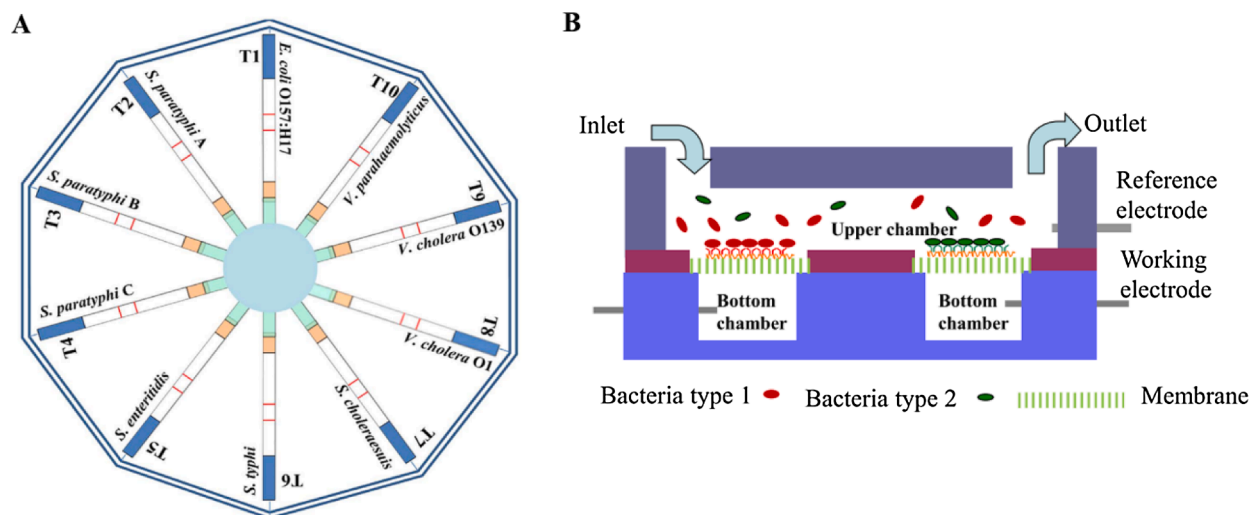 A
T1
E. coli O157:H17
T2
S. paratyphi A
T3
S. paratyphi B
T4
S. paratyphi C
T5
S. enteritidis
T6
S. typhi
T7
S. choleraesuis
T8
V. cholera O1
T9
V. cholera O139
T10
V. parahaemolyticus
B
Inlet
Outlet
Reference
electrode
Upper chamber
Working
electrode
Bottom
chamber
Bottom
chamber
Bacteria type 1
Bacteria type 2
Membrane